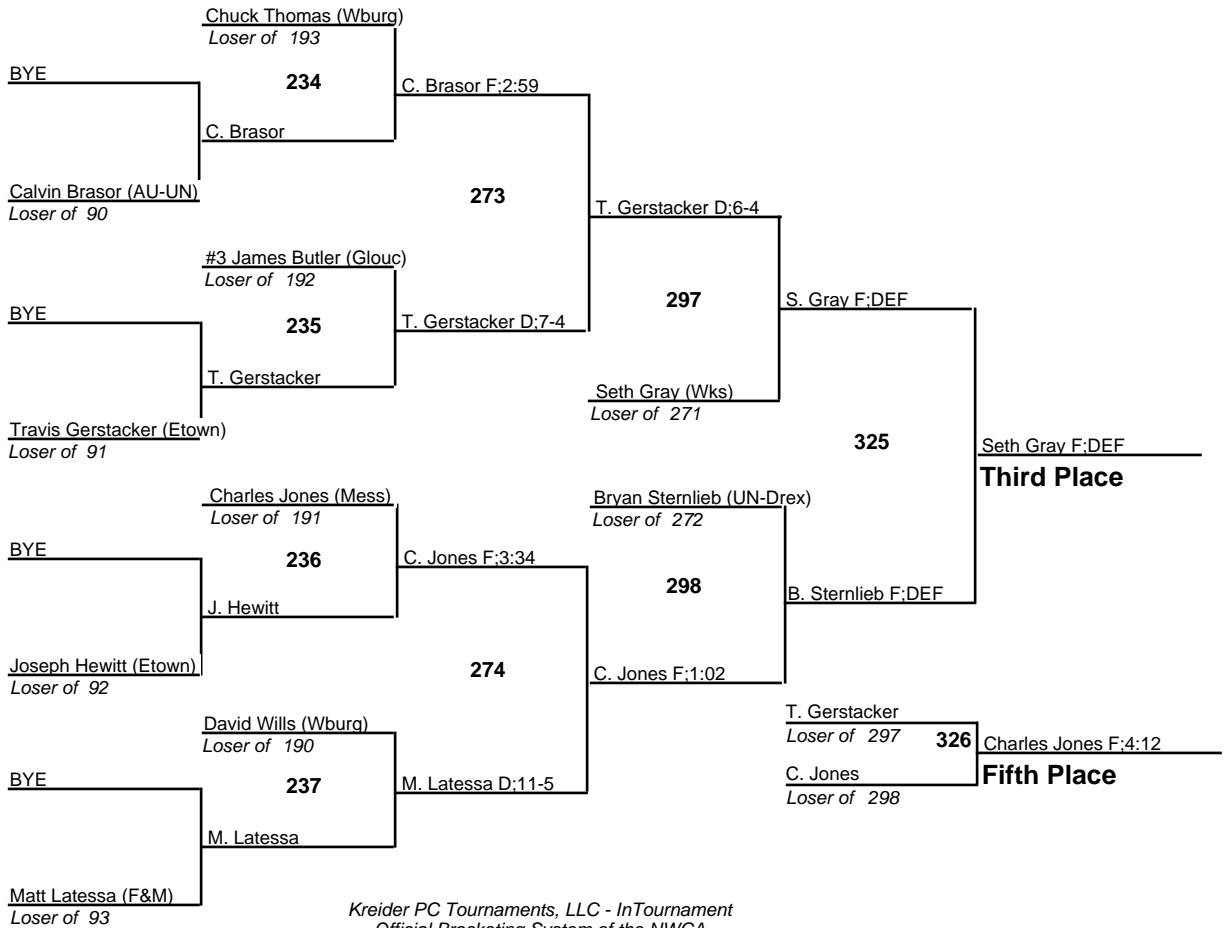 Chuck Thomas (Wburg)
Loser of 193
BYE
234
C. Brasor F;2:59
C. Brasor
Calvin Brasor (AU-UN)
Loser of 90
273
T. Gerstacker D;6-4
#3 James Butler (Glouc)
Loser of 192
BYE
235
T. Gerstacker D;7-4
297
S. Gray F;DEF
T. Gerstacker
Seth Gray (Wks)
Loser of 271
Travis Gerstacker (Etown)
Loser of 91
325
Seth Gray F;DEF
Third Place
Charles Jones (Mess)
Loser of 191
Bryan Sternlieb (UN-Drex)
Loser of 272
BYE
236
C. Jones F;3:34
298
B. Sternlieb F;DEF
J. Hewitt
Joseph Hewitt (Etown)
Loser of 92
274
C. Jones F;1:02
David Wills (Wburg)
Loser of 190
T. Gerstacker
Loser of 297
326
Charles Jones F;4:12
Fifth Place
C. Jones
Loser of 298
BYE
237
M. Latessa D;11-5
M. Latessa
Matt Latessa (F&M)
Loser of 93
Kreider PC Tournaments, LLC - InTournament
Official Bracketing System of the NWCA